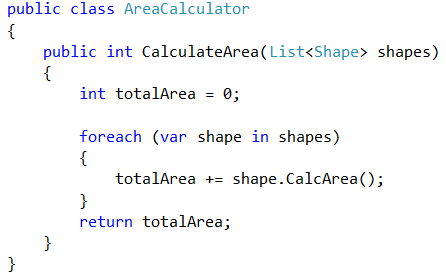 public class AreaCalculator
{
    public int CalculateArea(List<Shape> shapes)
    {
        int totalArea = 0;

        foreach (var shape in shapes)
        {
            totalArea += shape.CalcArea();
        }
        return totalArea;
    }
}